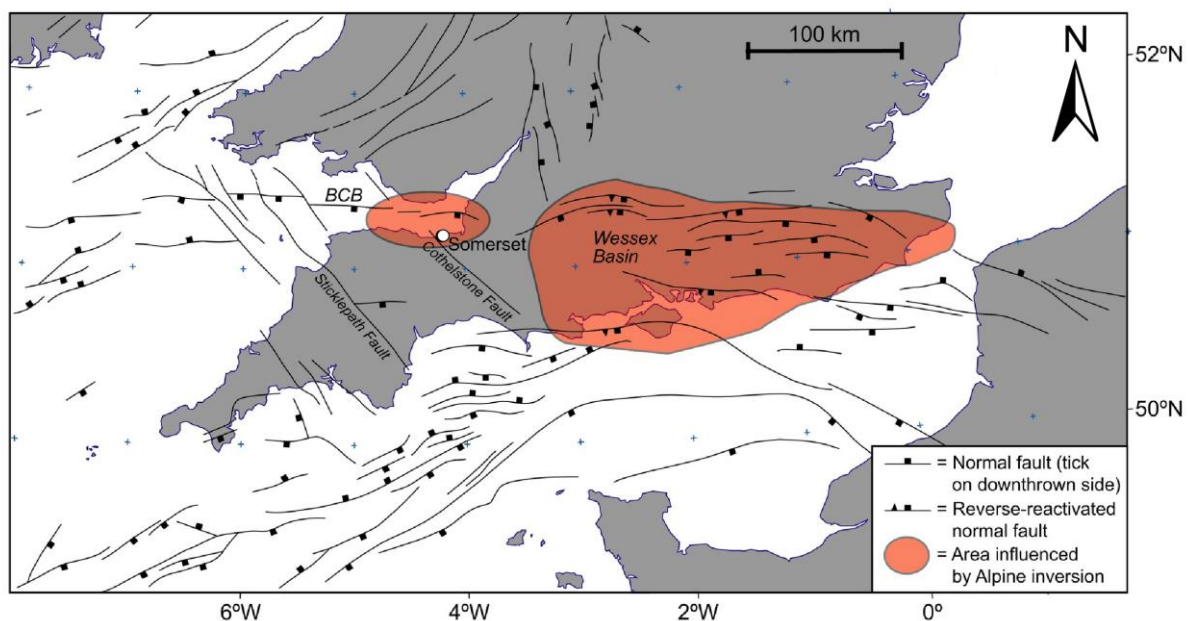 100 km
N
52ºN
BCB
Somerset
Wessex
Basin
Cothelstone Fault
Sticklepath Fault
50ºN
= Normal fault (tick
on downthrown side)
= Reverse-reactivated
normal fault
= Area influenced
by Alpine inversion
6ºW
4ºW
2ºW
0º